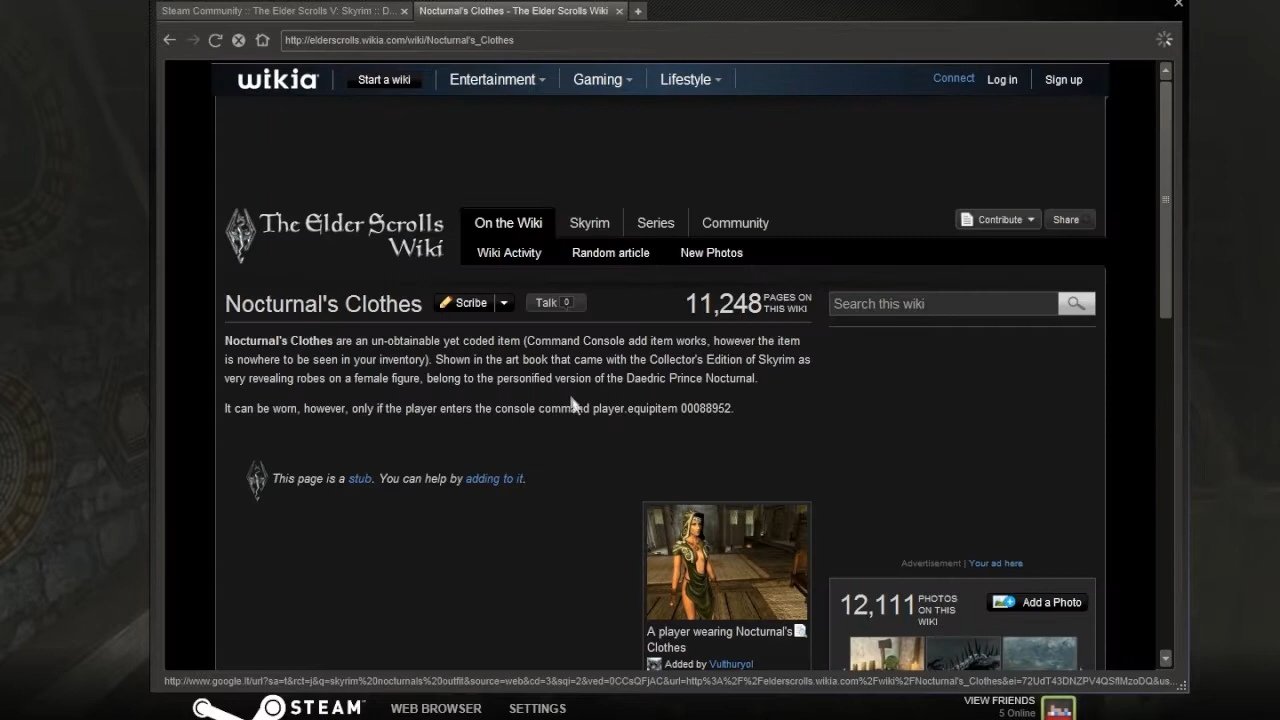 Steam Community :: The Elder Scrolls V: Skyrim :: D... × Nocturnal's Clothes - The Elder Scrolls Wiki × +
http://elderscrolls.wikia.com/wiki/Nocturnal's_Clothes
wikia Start a wiki Entertainment Gaming Lifestyle Connect Log in Sign up
The Elder Scrolls Wiki
On the Wiki Skyrim Series Community Contribute Share
Wiki Activity Random article New Photos
Nocturnal's Clothes Scribe Talk 0 11,248 PAGES ON THIS WIKI Search this wiki
Nocturnal's Clothes are an un-obtainable yet coded item (Command Console add item works, however the item
is nowhere to be seen in your inventory). Shown in the art book that came with the Collector's Edition of Skyrim as
very revealing robes on a female figure, belong to the personified version of the Daedric Prince Nocturnal.
It can be worn, however, only if the player enters the console command player.equipitem 00088952.
This page is a stub. You can help by adding to it.
Advertisement | Your ad here
12,111 PHOTOS ON THIS WIKI Add a Photo
A player wearing Nocturnal's
Clothes
Added by Vulthuryol
STEAM WEB BROWSER SETTINGS
VIEW FRIENDS
5 Online